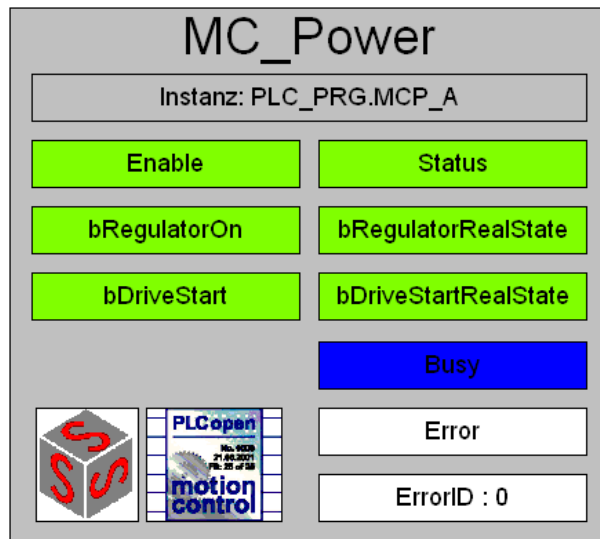 MC_Power
Instanz: PLC_PRG.MCP_A
Enable
Status
bRegulatorOn
bRegulatorRealState
bDriveStart
bDriveStartRealState
Busy
Error
ErrorID : 0
PLCopen
motion
control